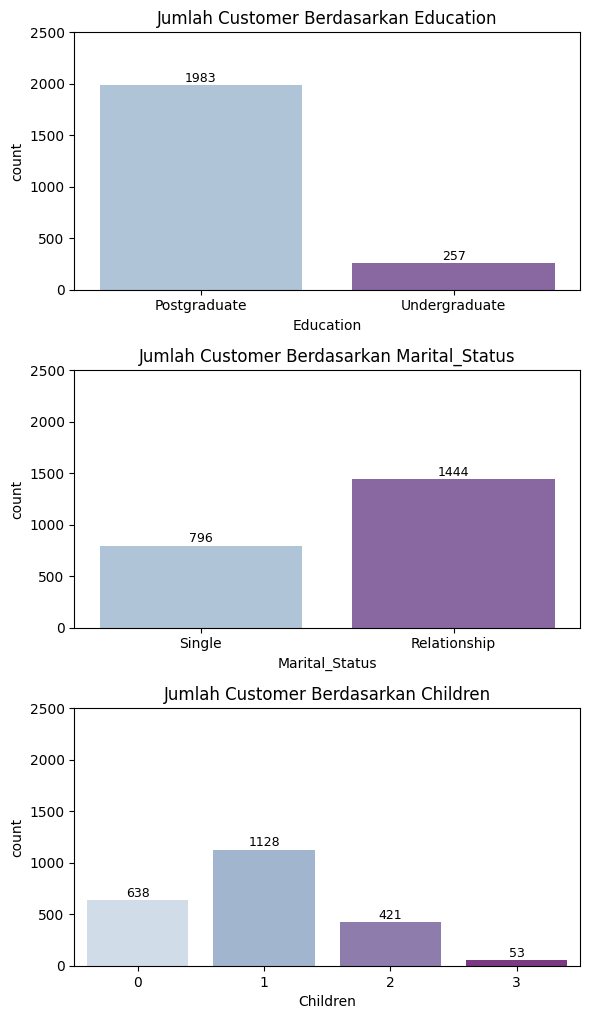 Jumlah Customer Berdasarkan Education
2500
2000
1500
1000
500
0
count
1983
257
Postgraduate
Undergraduate
Education
Jumlah Customer Berdasarkan Marital_Status
2500
2000
1500
1000
500
0
count
796
1444
Single
Relationship
Marital_Status
Jumlah Customer Berdasarkan Children
2500
2000
1500
1000
500
0
count
638
1128
421
53
0
1
2
3
Children